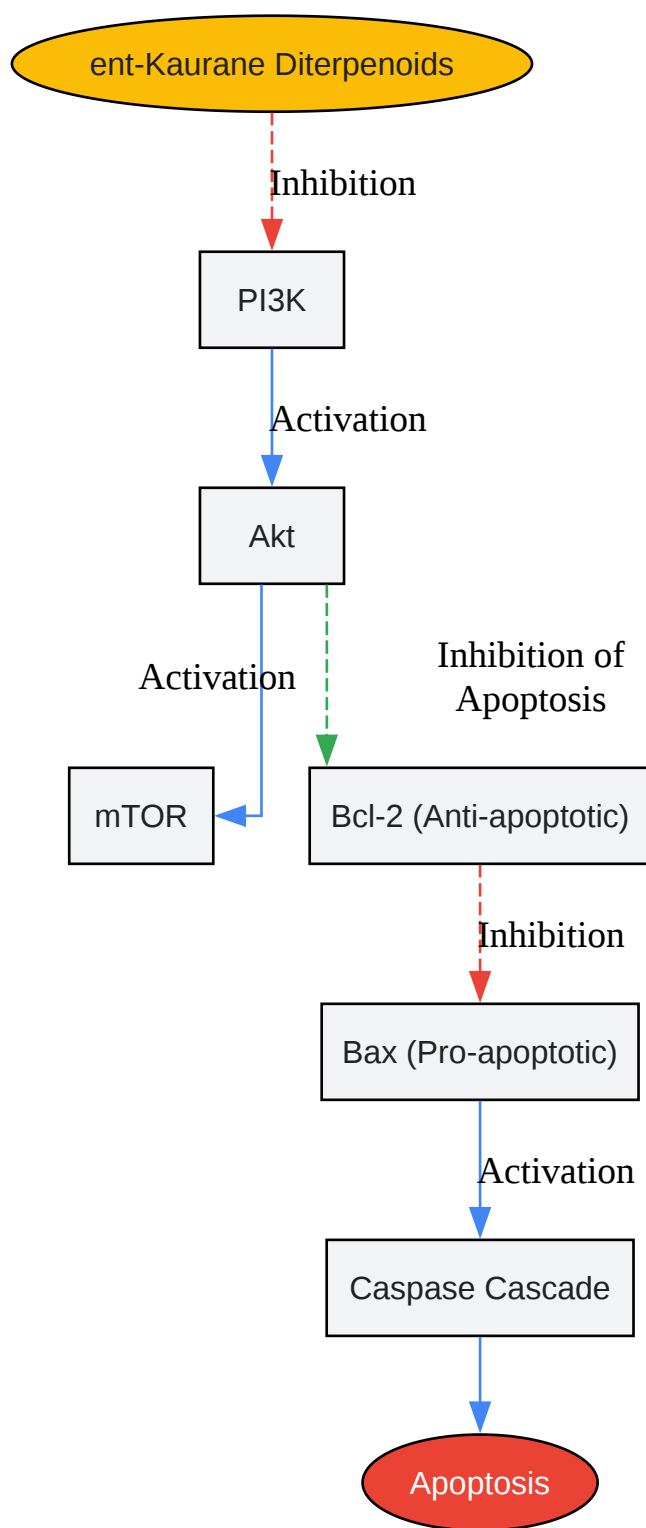 ent-Kaurane Diterpenoids
Inhibition
PI3K
Activation
Akt
Activation
Inhibition of
Apoptosis
mTOR
Bcl-2 (Anti-apoptotic)
Inhibition
Bax (Pro-apoptotic)
Activation
Caspase Cascade
Apoptosis